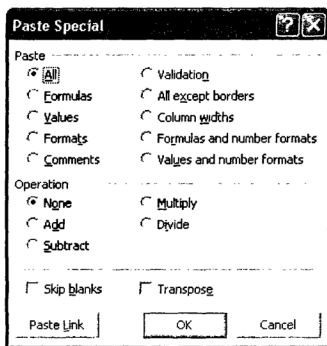 Paste Special
Paste
All
Validation
Formulas
All except borders
Values
Column widths
Formats
Formulas and number formats
Comments
Values and number formats
Operation
None
Multiply
Add
Divide
Subtract
Skip blanks
Transpose
Paste Link
OK
Cancel